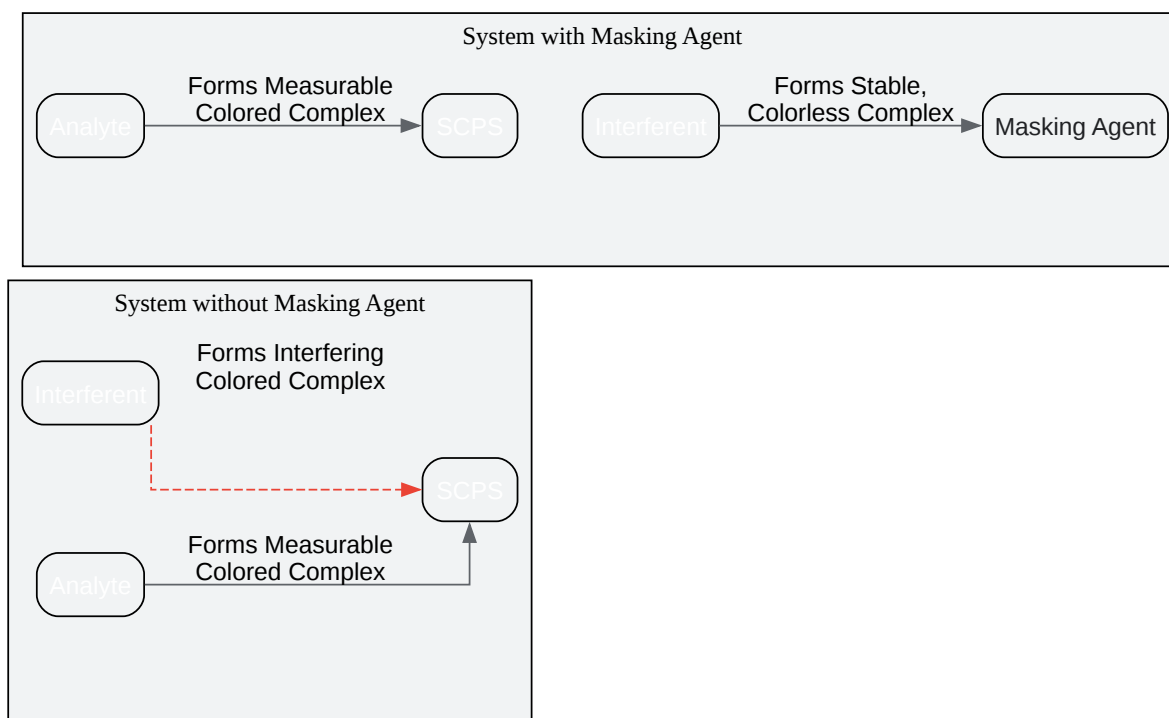 System with Masking Agent
Forms Measurable
Colored Complex
Forms Stable,
Colorless Complex
Analyte
SCPS
Interferent
Masking Agent
System without Masking Agent
Forms Interfering
Colored Complex
Interferent
SCPS
Forms Measurable
Colored Complex
Analyte